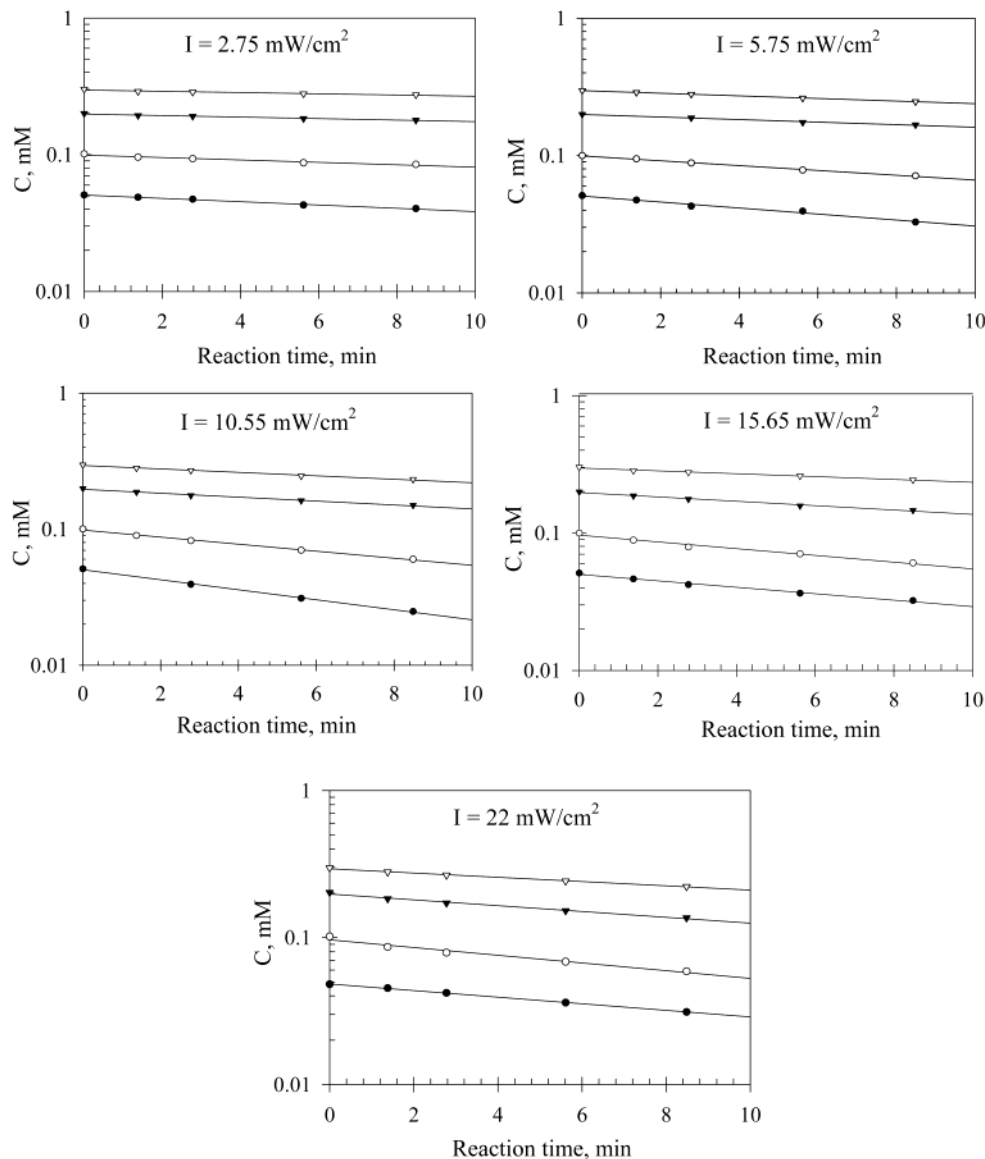 I = 2.75 mW/cm²
1
0.1
0.01
C, mM
0 2 4 6 8 10
Reaction time, min
I = 5.75 mW/cm²
1
0.1
0.01
C, mM
0 2 4 6 8 10
Reaction time, min
I = 10.55 mW/cm²
1
0.1
0.01
C, mM
0 2 4 6 8 10
Reaction time, min
I = 15.65 mW/cm²
1
0.1
0.01
C, mM
0 2 4 6 8 10
Reaction time, min
I = 22 mW/cm²
1
0.1
0.01
C, mM
0 2 4 6 8 10
Reaction time, min